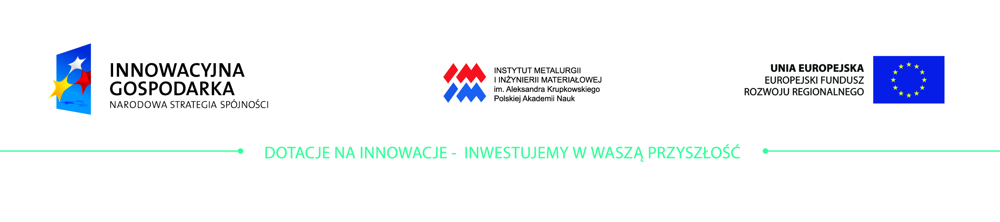 INNOWACYJNA
GOSPODARKA
NARODOWA STRATEGIA SPÓJNOŚCI
INSTYTUT METALURGII
I INŻYNIERII MATERIAŁOWEJ
im. Aleksandra Krupkowskiego
Polskiej Akademii Nauk
UNIA EUROPEJSKA
EUROPEJSKI FUNDUSZ
ROZWOJU REGIONALNEGO
DOTACJE NA INNOWACJE - INWESTUJEMY W WASZĄ PRZYSZŁOŚĆ